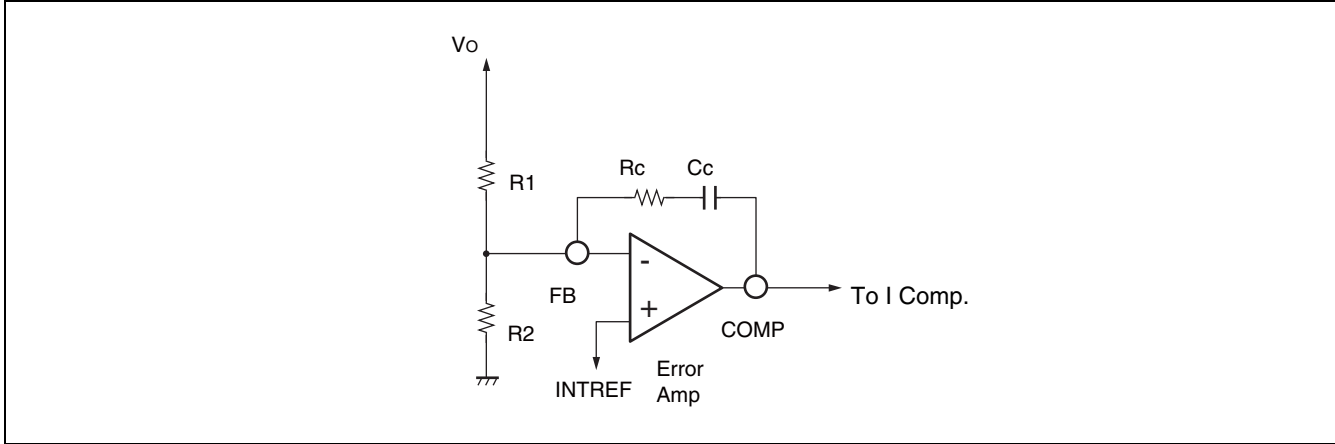 Vo
Rc
Cc
R1
-
FB
+
To I Comp.
R2
COMP
INTREF
Error
Amp